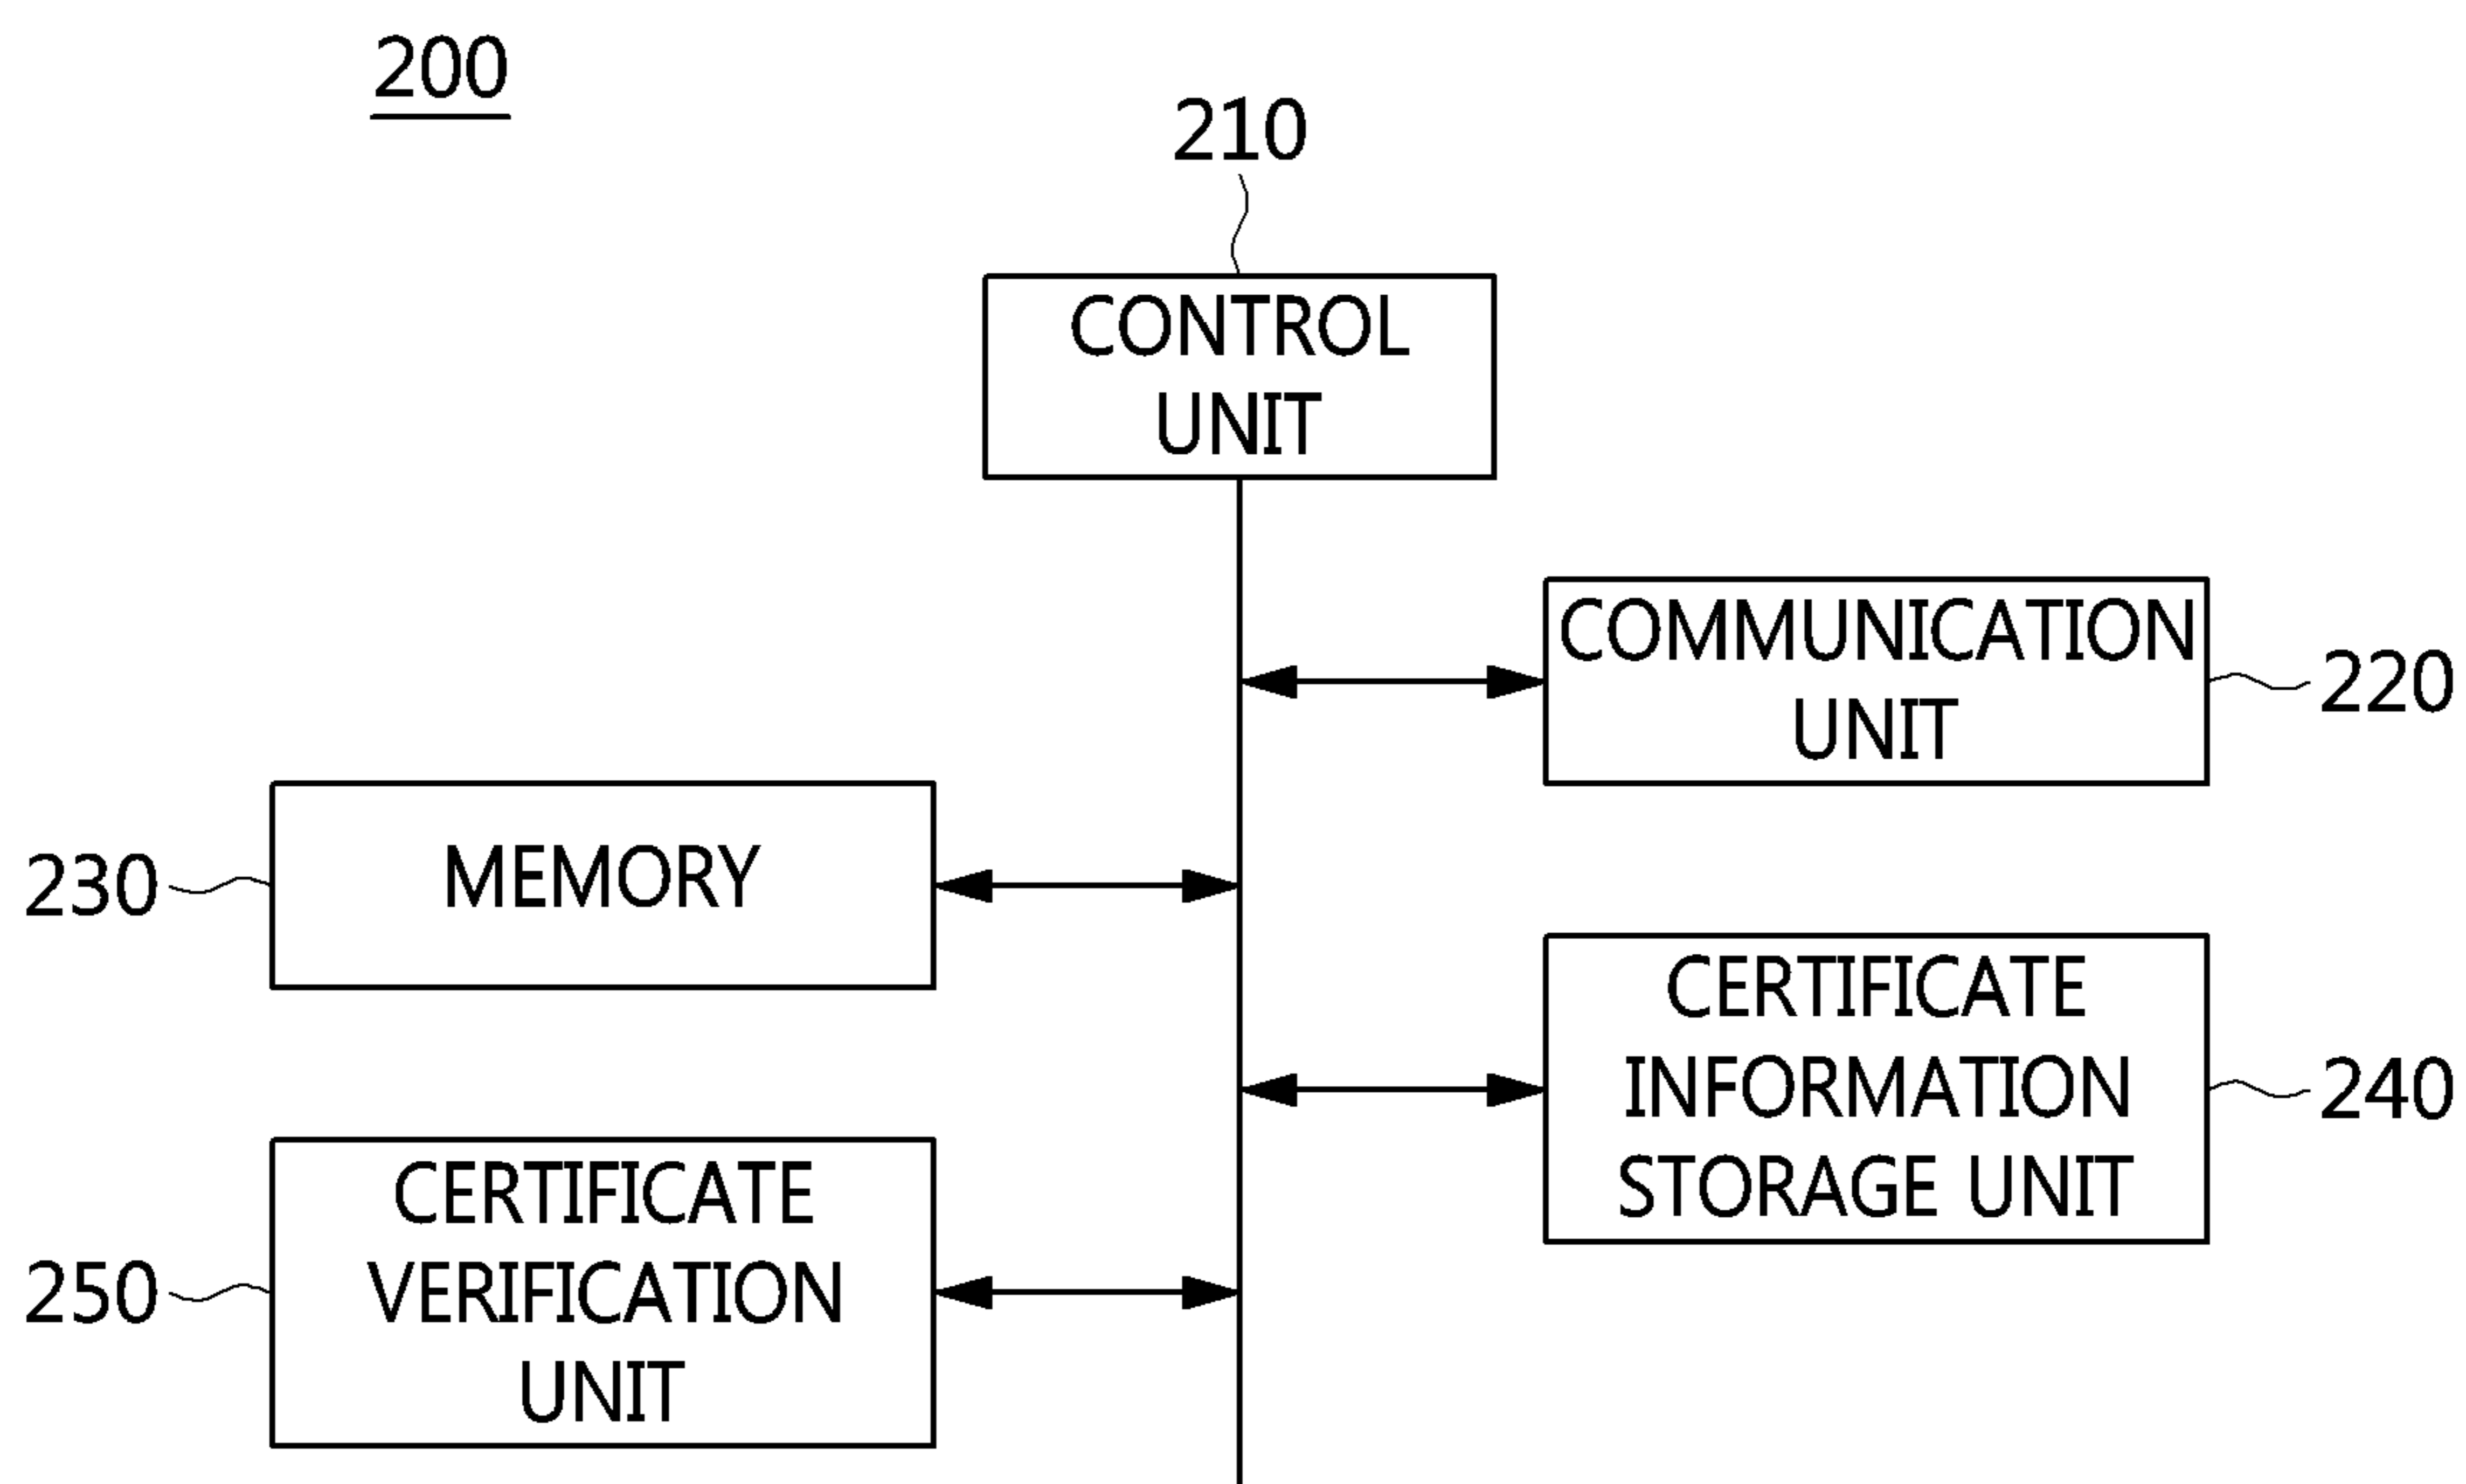 200
210
CONTROL
UNIT
COMMUNICATION
UNIT
220
230
MEMORY
CERTIFICATE
INFORMATION
STORAGE UNIT
240
250
CERTIFICATE
VERIFICATION
UNIT